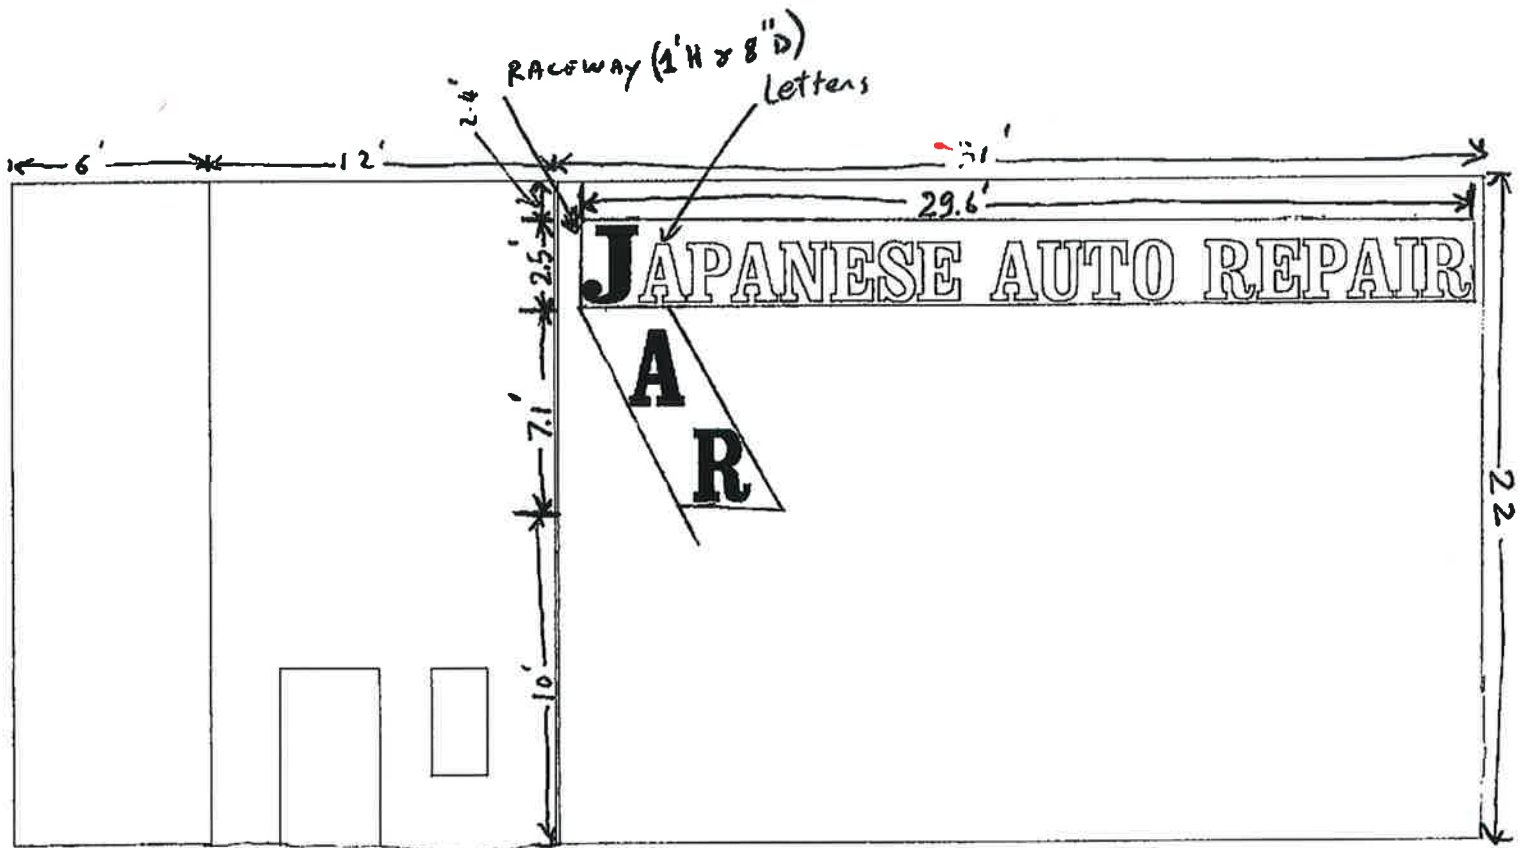 RACEWAY (1'H x 8"D)
Letters
2.4'
6'
12'
31'
29.6'
2.5'
JAPANESE AUTO REPAIR
A
7.1'
R
22
10'